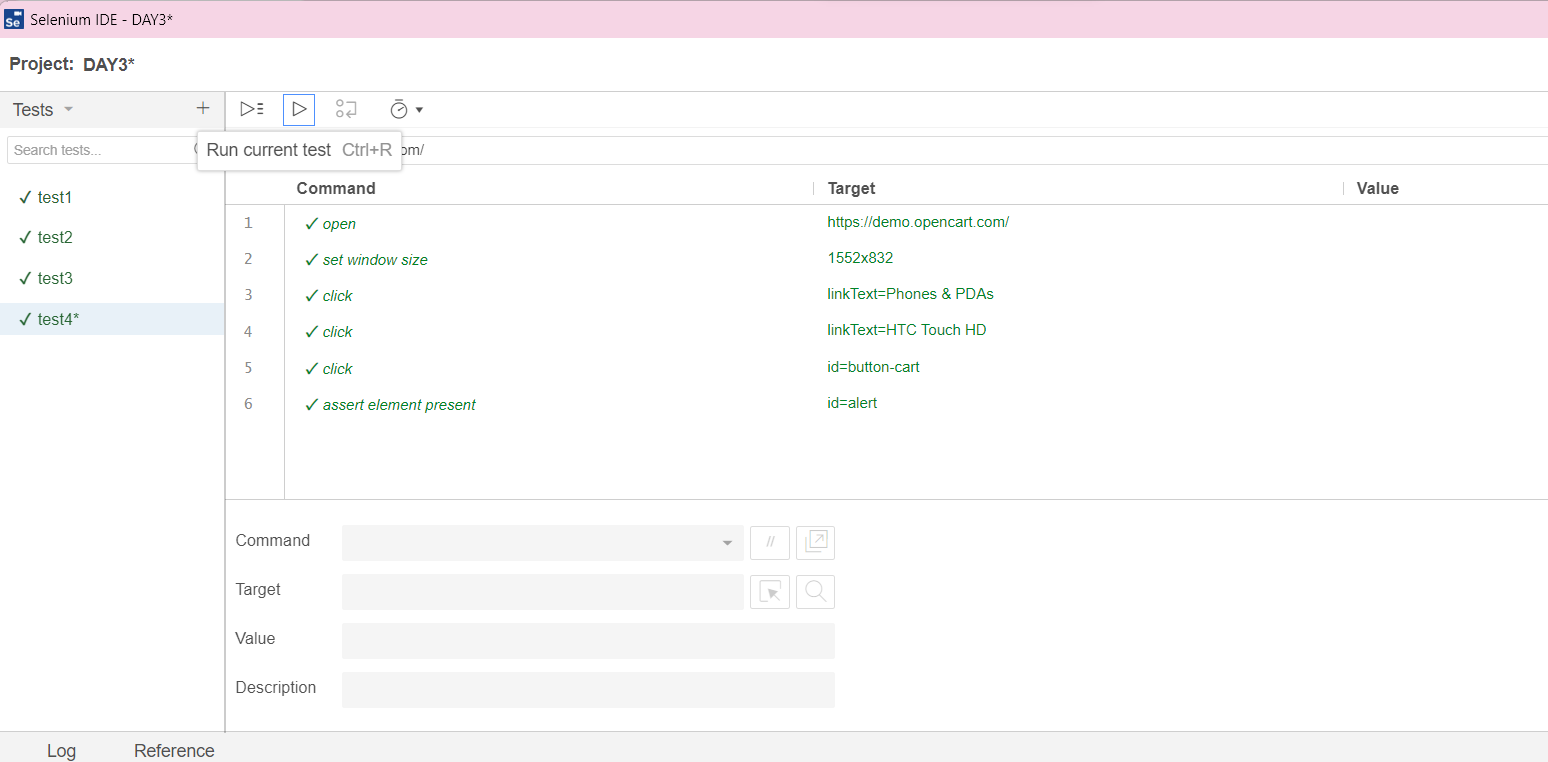 Se Selenium IDE - DAY3*
Project: DAY3*
Tests
Search tests...
Run current test Ctrl+R
om/
test1
test2
test3
test4*
Command Target Value
1 open https://demo.opencart.com/
2 set window size 1552x832
3 click linkText=Phones & PDAs
4 click linkText=HTC Touch HD
5 click id=button-cart
6 assert element present id=alert
Command //
Target
Value
Description
Log Reference